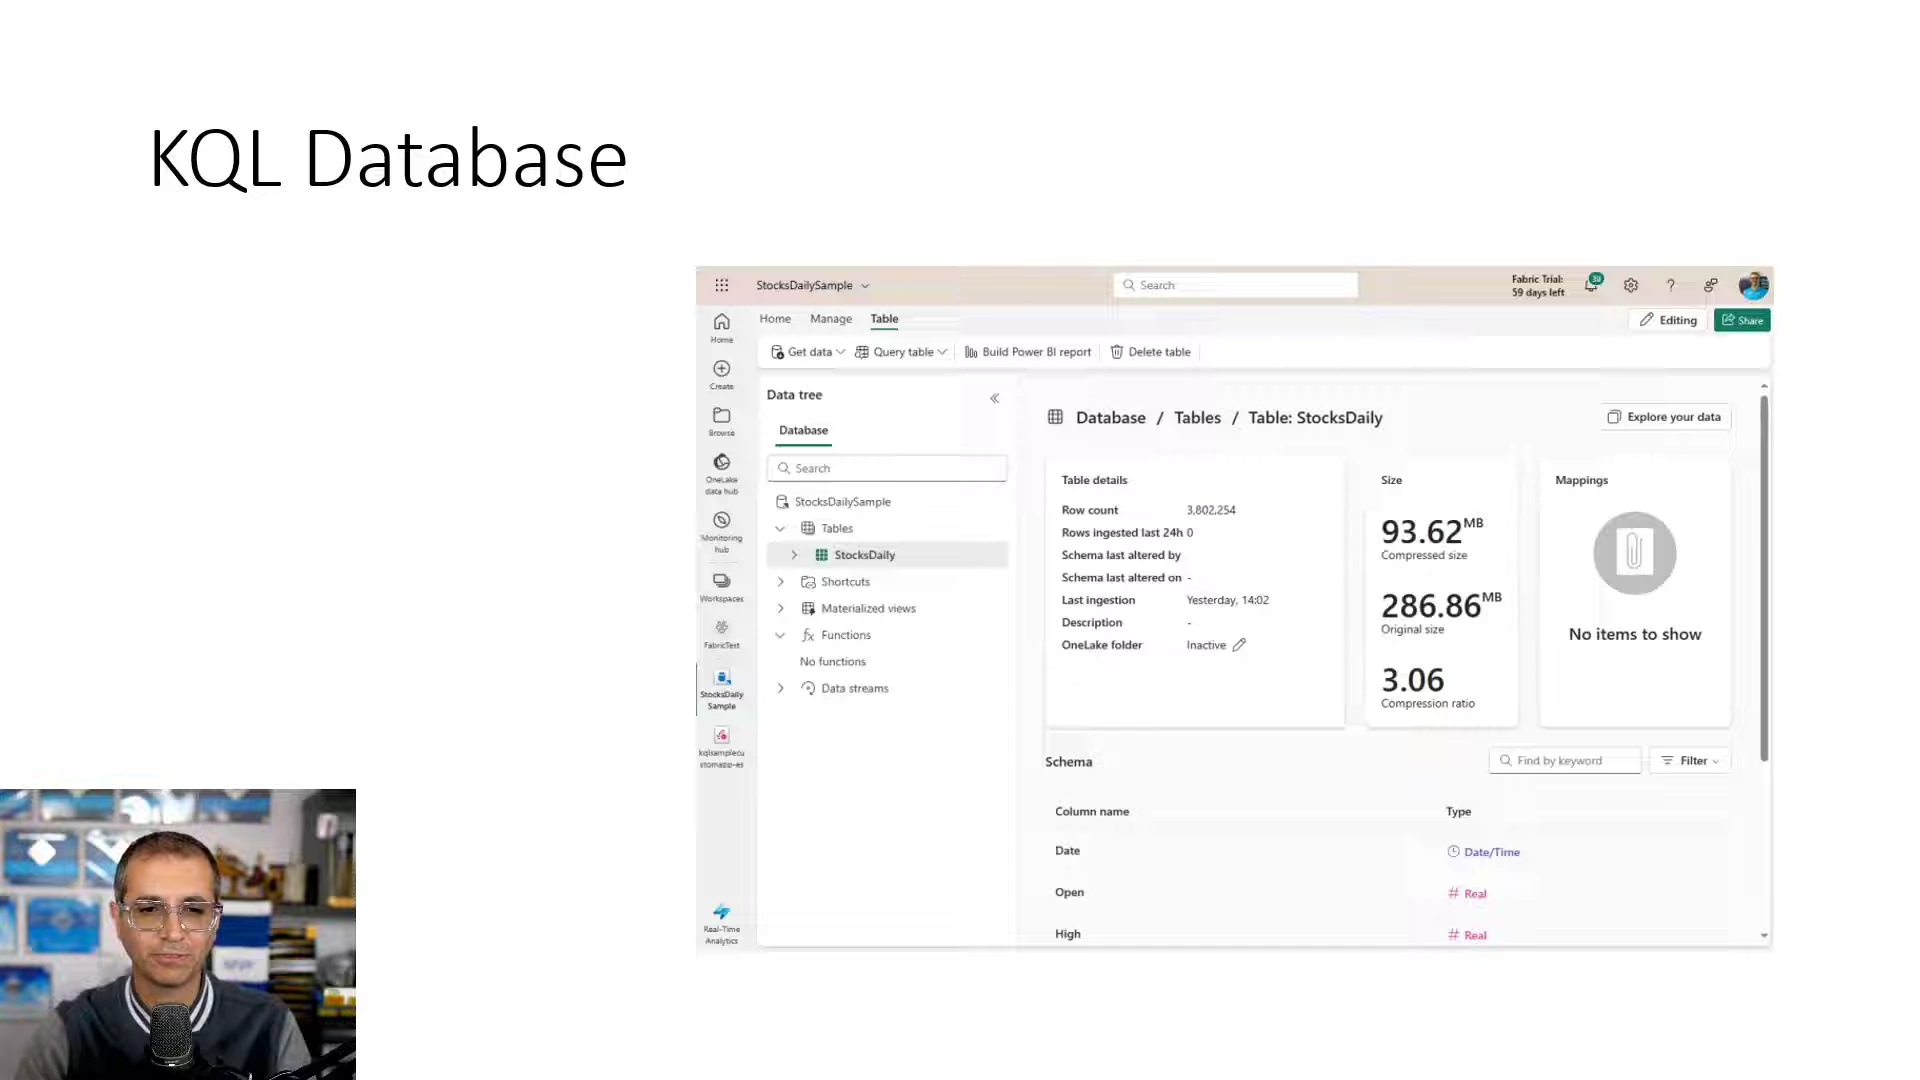 KQL Database
StocksDailySample
Search
Fabric Trial:
59 days left
39
Home Manage Table
Editing
Share
Get data
Query table
Build Power BI report
Delete table
Home
Create
Browse
OneLake
data hub
Monitoring
hub
Workspaces
FabricTest
StocksDaily
Sample
kqlsamplecu
stomapp-es
Real-Time
Analytics
Data tree
Database
Search
StocksDailySample
Tables
StocksDaily
Shortcuts
Materialized views
Functions
No functions
Data streams
Database / Tables / Table: StocksDaily
Explore your data
Table details
Row count 3,802,254
Rows ingested last 24h 0
Schema last altered by
Schema last altered on -
Last ingestion Yesterday, 14:02
Description -
OneLake folder Inactive
Size
93.62 MB
Compressed size
286.86 MB
Original size
3.06
Compression ratio
Mappings
No items to show
Schema
Find by keyword
Filter
Column name Type
Date Date/Time
Open # Real
High # Real